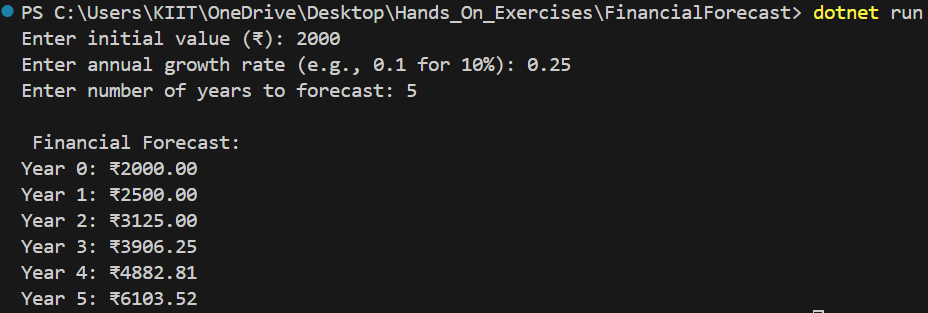 PS C:\Users\KIIT\OneDrive\Desktop\Hands_On_Exercises\FinancialForecast> dotnet run
Enter initial value (₹): 2000
Enter annual growth rate (e.g., 0.1 for 10%): 0.25
Enter number of years to forecast: 5
Financial Forecast:
Year 0: ₹2000.00
Year 1: ₹2500.00
Year 2: ₹3125.00
Year 3: ₹3906.25
Year 4: ₹4882.81
Year 5: ₹6103.52